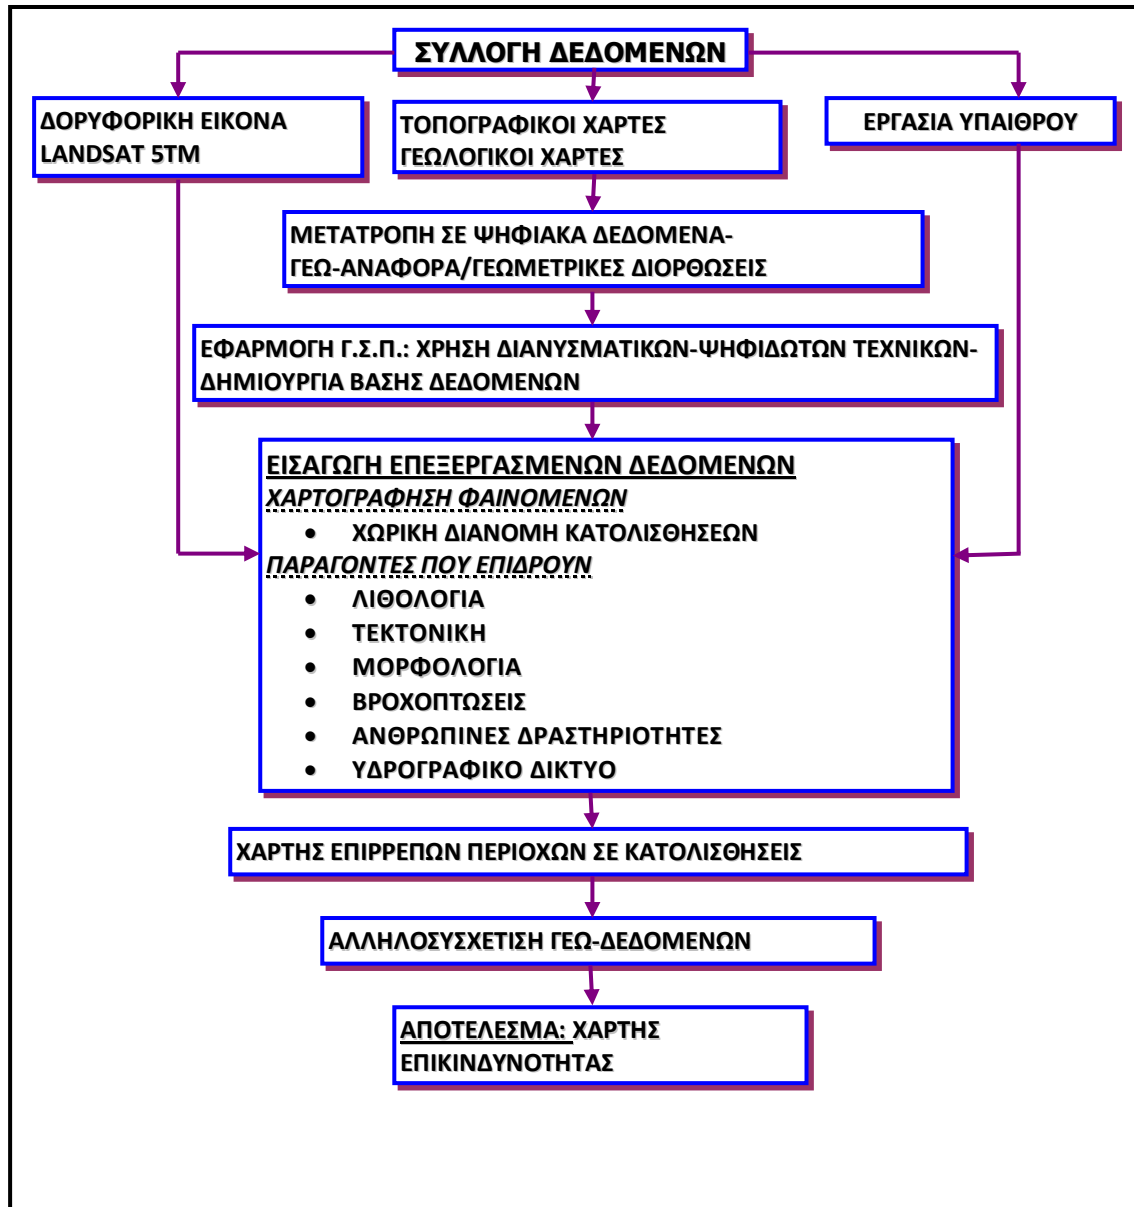 ΣΥΛΛΟΓΗ ΔΕΔΟΜΕΝΩΝ
ΔΟΡΥΦΟΡΙΚΗ ΕΙΚΟΝΑ
LANDSAT 5TM
ΤΟΠΟΓΡΑΦΙΚΟΙ ΧΑΡΤΕΣ
ΓΕΩΛΟΓΙΚΟΙ ΧΑΡΤΕΣ
ΕΡΓΑΣΙΑ ΥΠΑΙΘΡΟΥ
ΜΕΤΑΤΡΟΠΗ ΣΕ ΨΗΦΙΑΚΑ ΔΕΔΟΜΕΝΑ-
ΓΕΩ-ΑΝΑΦΟΡΑ/ΓΕΩΜΕΤΡΙΚΕΣ ΔΙΟΡΘΩΣΕΙΣ
ΕΦΑΡΜΟΓΗ Γ.Σ.Π.: ΧΡΗΣΗ ΔΙΑΝΥΣΜΑΤΙΚΩΝ-ΨΗΦΙΔΩΤΩΝ ΤΕΧΝΙΚΩΝ-
ΔΗΜΙΟΥΡΓΙΑ ΒΑΣΗΣ ΔΕΔΟΜΕΝΩΝ
ΕΙΣΑΓΩΓΗ ΕΠΕΞΕΡΓΑΣΜΕΝΩΝ ΔΕΔΟΜΕΝΩΝ
ΧΑΡΤΟΓΡΑΦΗΣΗ ΦΑΙΝΟΜΕΝΩΝ
• ΧΩΡΙΚΗ ΔΙΑΝΟΜΗ ΚΑΤΟΛΙΣΘΗΣΕΩΝ
ΠΑΡΑΓΟΝΤΕΣ ΠΟΥ ΕΠΙΔΡΟΥΝ
• ΛΙΘΟΛΟΓΙΑ
• ΤΕΚΤΟΝΙΚΗ
• ΜΟΡΦΟΛΟΓΙΑ
• ΒΡΟΧΟΠΤΩΣΕΙΣ
• ΑΝΘΡΩΠΙΝΕΣ ΔΡΑΣΤΗΡΙΟΤΗΤΕΣ
• ΥΔΡΟΓΡΑΦΙΚΟ ΔΙΚΤΥΟ
ΧΑΡΤΗΣ ΕΠΙΡΡΕΠΩΝ ΠΕΡΙΟΧΩΝ ΣΕ ΚΑΤΟΛΙΣΘΗΣΕΙΣ
ΑΛΛΗΛΟΣΥΣΧΕΤΙΣΗ ΓΕΩ-ΔΕΔΟΜΕΝΩΝ
ΑΠΟΤΕΛΕΣΜΑ: ΧΑΡΤΗΣ
ΕΠΙΚΙΝΔΥΝΟΤΗΤΑΣ